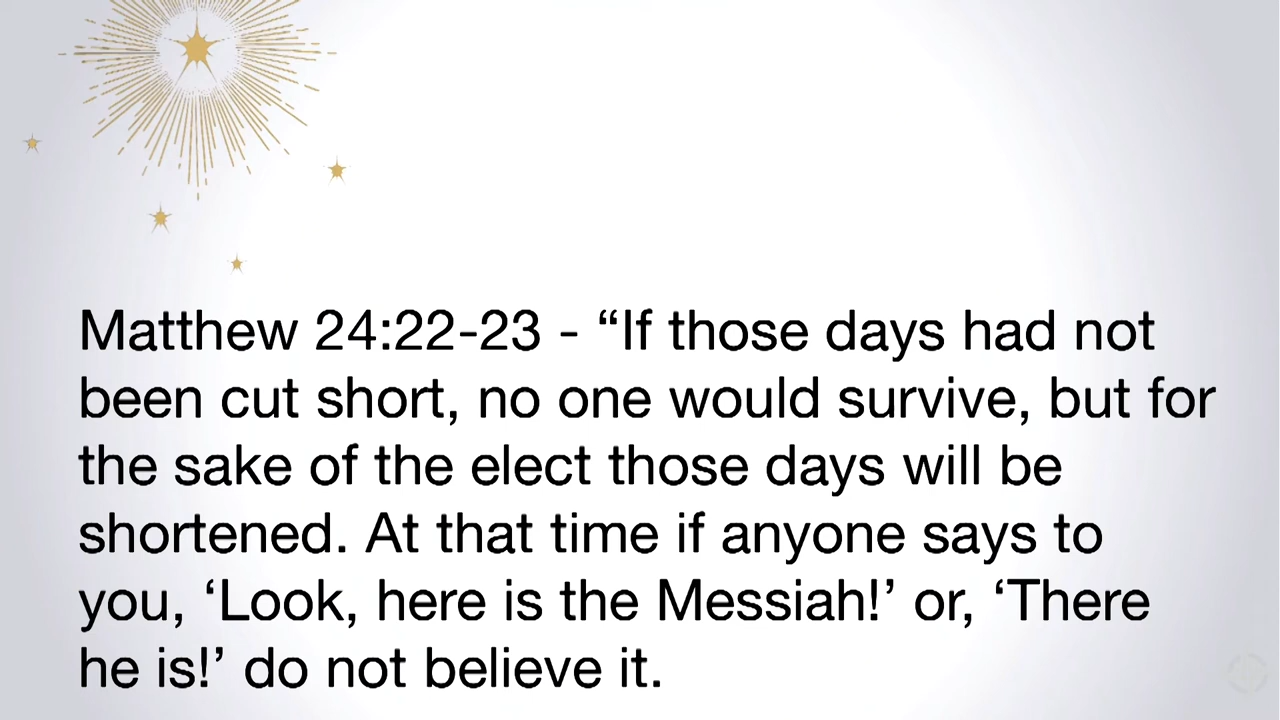 Matthew 24:22-23 - “If those days had not
been cut short, no one would survive, but for
the sake of the elect those days will be
shortened. At that time if anyone says to
you, ‘Look, here is the Messiah!’ or, ‘There
he is!’ do not believe it.